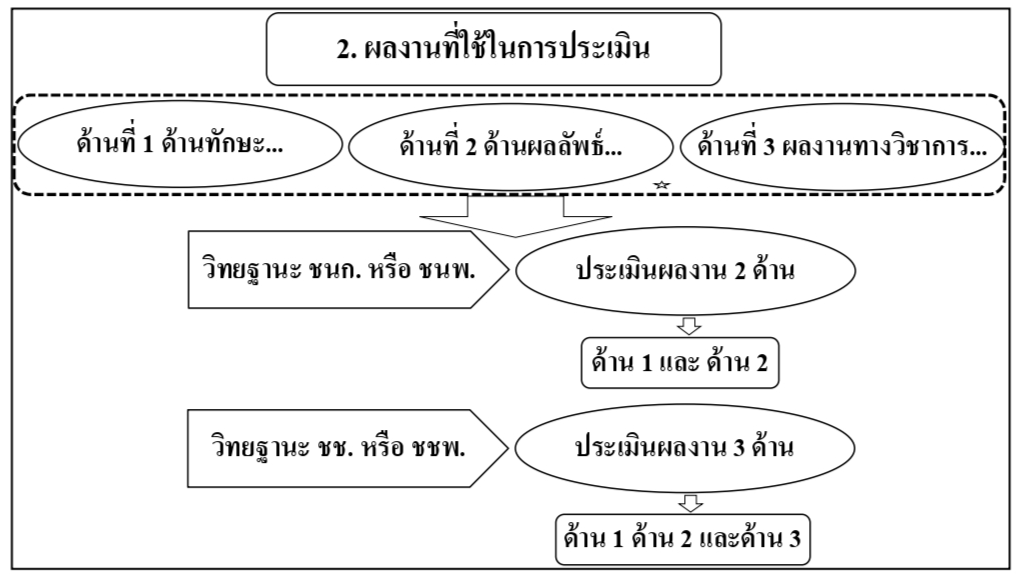 2. ผลงานที่ใช้ในการประเมิน
ด้านที่ 1 ด้านทักษะ...
ด้านที่ 2 ด้านผลลัพธ์...
ด้านที่ 3 ผลงานทางวิชาการ...
วิทยฐานะ ชนก. หรือ ชนพ.
ประเมินผลงาน 2 ด้าน
ด้าน 1 และ ด้าน 2
วิทยฐานะ ชช. หรือ ชชพ.
ประเมินผลงาน 3 ด้าน
ด้าน 1 ด้าน 2 และด้าน 3